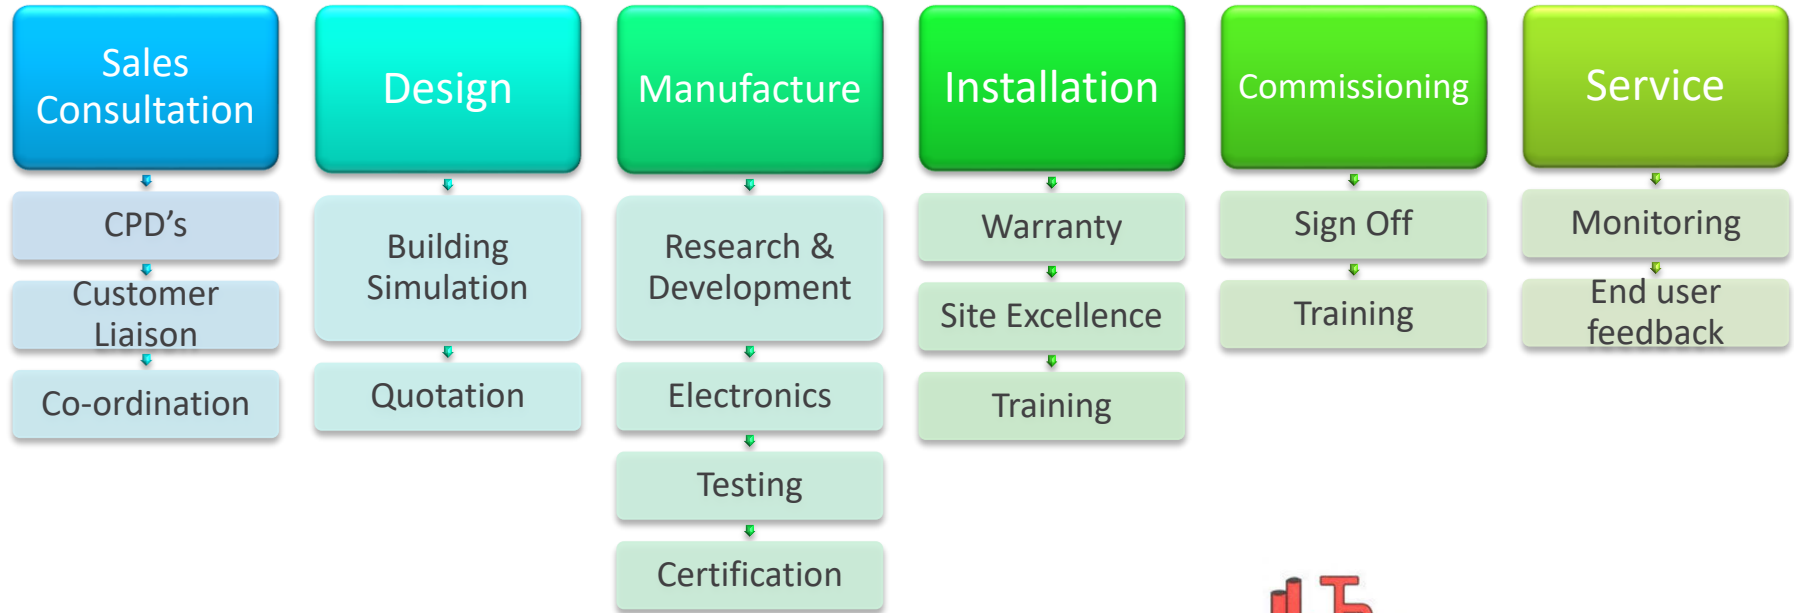 Sales
Consultation
CPD’s
Customer
Liaison
Co-ordination
Design
Building
Simulation
Quotation
Manufacture
Research &
Development
Electronics
Testing
Certification
Installation
Warranty
Site Excellence
Training
Commissioning
Sign Off
Training
Service
Monitoring
End user
feedback